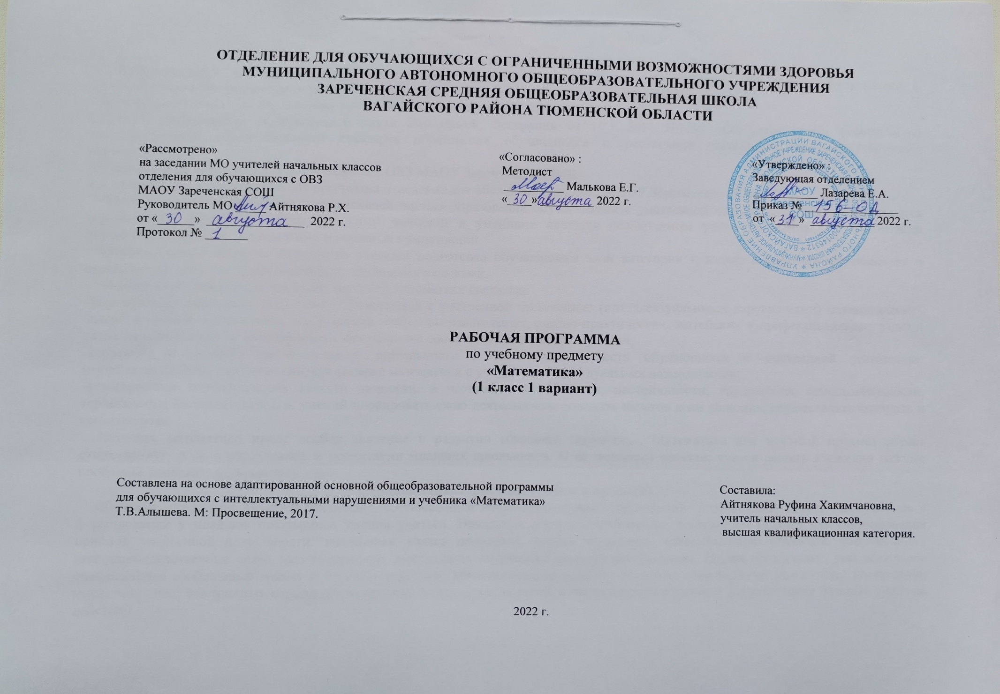 ОТДЕЛЕНИЕ ДЛЯ ОБУЧАЮЩИХСЯ С ОГРАНИЧЕННЫМИ ВОЗМОЖНОСТЯМИ ЗДОРОВЬЯ
МУНИЦИПАЛЬНОГО АВТОНОМНОГО ОБЩЕОБРАЗОВАТЕЛЬНОГО УЧРЕЖДЕНИЯ
ЗАРЕЧЕНСКАЯ СРЕДНЯЯ ОБЩЕОБРАЗОВАТЕЛЬНАЯ ШКОЛА
ВАГАЙСКОГО РАЙОНА ТЮМЕНСКОЙ ОБЛАСТИ
«Рассмотрено»
на заседании МО учителей начальных классов
отделения для обучающихся с ОВЗ
МАОУ Зареченская СОШ
Руководитель МО Айтнякова Р.Х.
от «30» августа 2022 г.
Протокол № 1
«Согласовано» :
Методист
Малькова Е.Г.
«30» августа 2022 г.
«Утверждено» :
Заведующая отделением
Лазарева Е.А.
Приказ № 156-ОД
от «31» августа 2022 г.
МАОУ
Зареченская
СОШ
РАБОЧАЯ ПРОГРАММА
по учебному предмету
«Математика»
(1 класс 1 вариант)
Составлена на основе адаптированной основной общеобразовательной программы
для обучающихся с интеллектуальными нарушениями и учебника «Математика»
Т.В.Алышева. М: Просвещение, 2017.
Составила:
Айтнякова Руфина Хакимчановна,
учитель начальных классов,
высшая квалификационная категория.
2022 г.